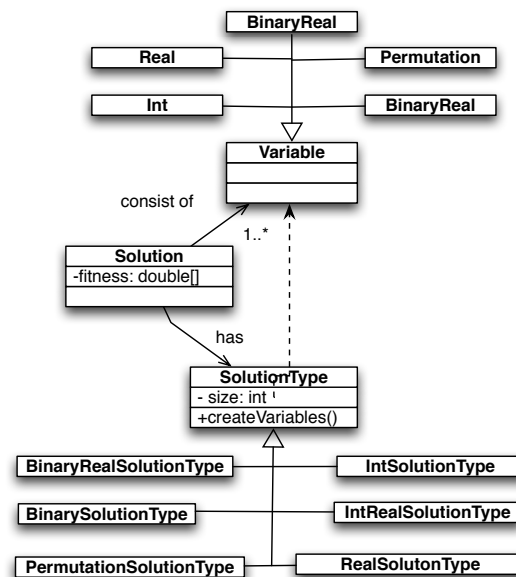 BinaryReal
Real
Permutation
Int
BinaryReal
Variable
consist of
1..*
Solution
-fitness: double[]
has
SolutionType
- size: int
+createVariables()
BinaryRealSolutionType
IntSolutionType
BinarySolutionType
IntRealSolutionType
PermutationSolutionType
RealSolutonType